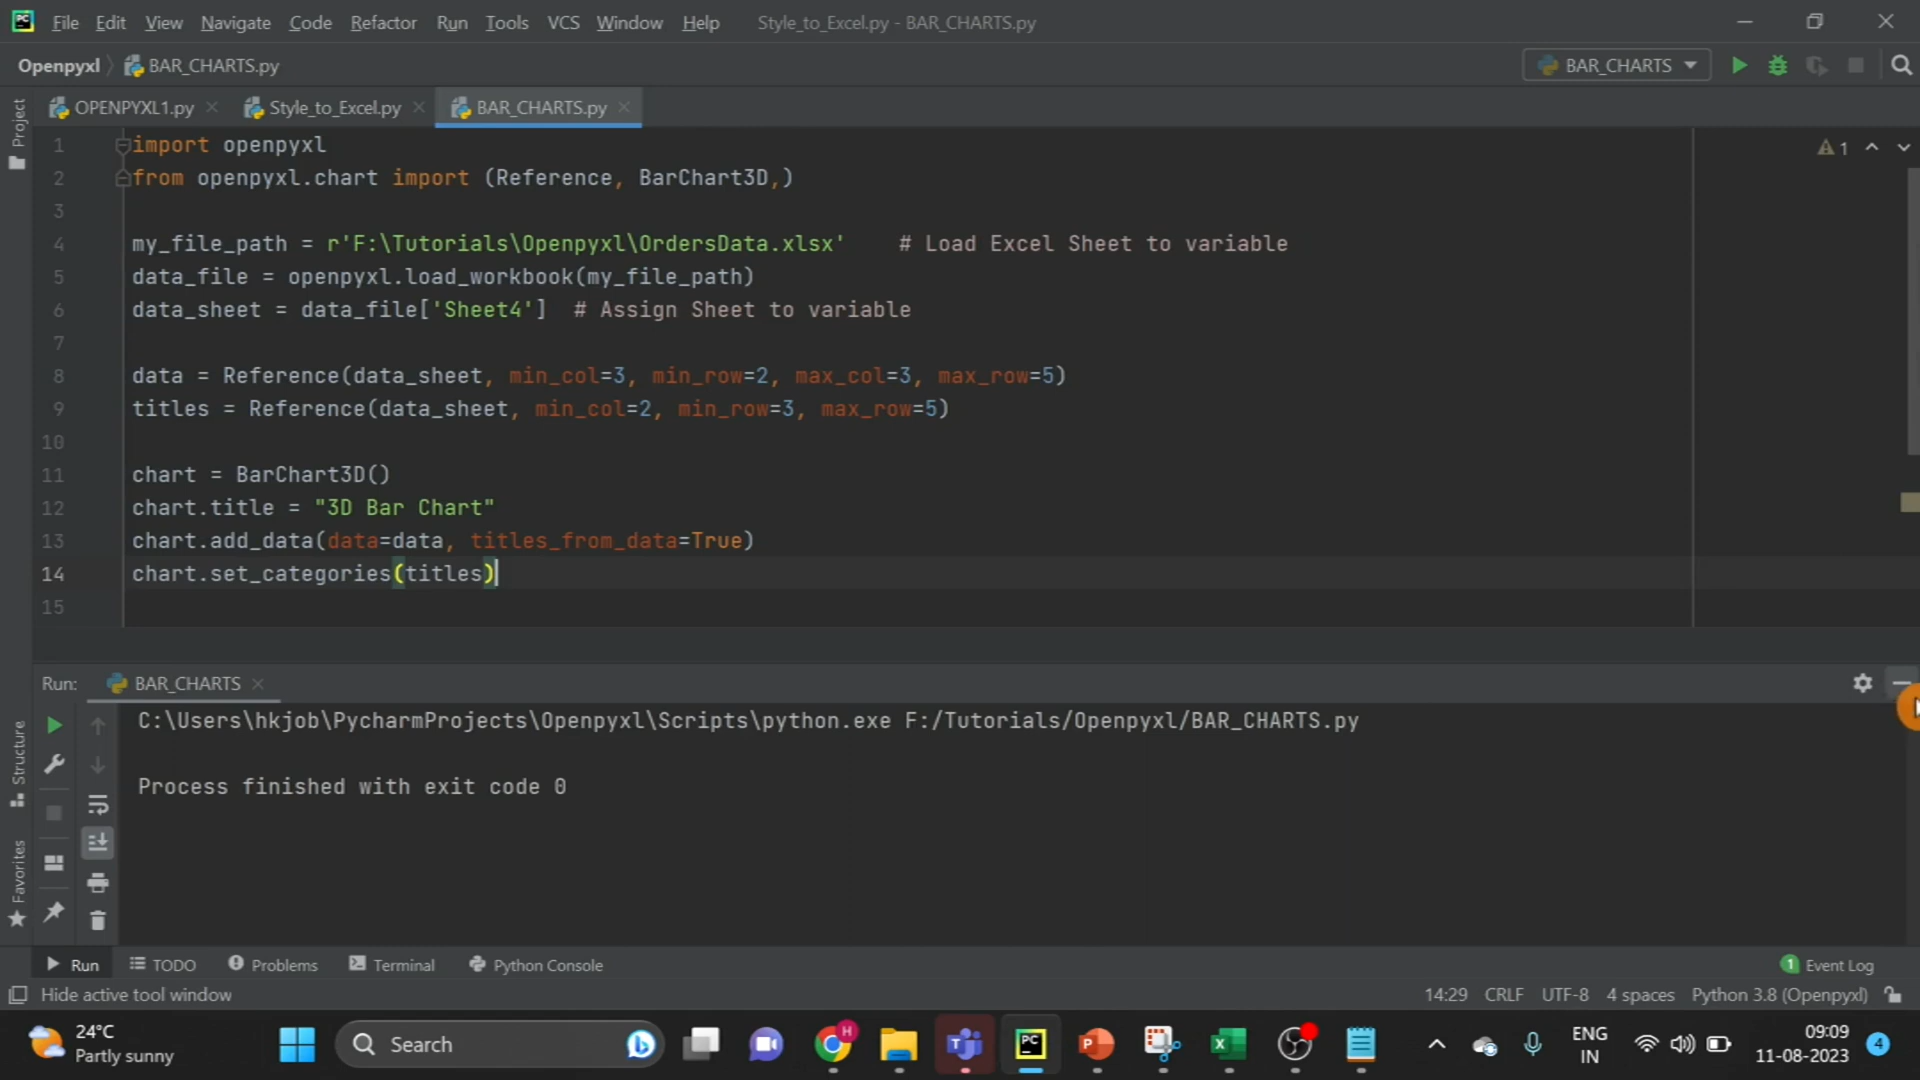 File Edit View Navigate Code Refactor Run Tools VCS Window Help Style_to_Excel.py - BAR_CHARTS.py
Openpyxl BAR_CHARTS.py BAR_CHARTS
Project
OPENPYXL1.py Style_to_Excel.py BAR_CHARTS.py
1 import openpyxl
1
2 from openpyxl.chart import (Reference, BarChart3D,)
3
4 my_file_path = r'F:\Tutorials\Openpyxl\OrdersData.xlsx' # Load Excel Sheet to variable
5 data_file = openpyxl.load_workbook(my_file_path)
6 data_sheet = data_file['Sheet4'] # Assign Sheet to variable
7
8 data = Reference(data_sheet, min_col=3, min_row=2, max_col=3, max_row=5)
9 titles = Reference(data_sheet, min_col=2, min_row=3, max_row=5)
10
11 chart = BarChart3D()
12 chart.title = "3D Bar Chart"
13 chart.add_data(data=data, titles_from_data=True)
14 chart.set_categories(titles)
15
Run: BAR_CHARTS
C:\Users\hkjob\PycharmProjects\Openpyxl\Scripts\python.exe F:/Tutorials/Openpyxl/BAR_CHARTS.py
Process finished with exit code 0
Structure
Favorites
Run TODO Problems Terminal Python Console 1 Event Log
Hide active tool window 14:29 CRLF UTF-8 4 spaces Python 3.8 (Openpyxl)
24°C
Partly sunny
Search
H
ENG
IN
09:09
11-08-2023
4